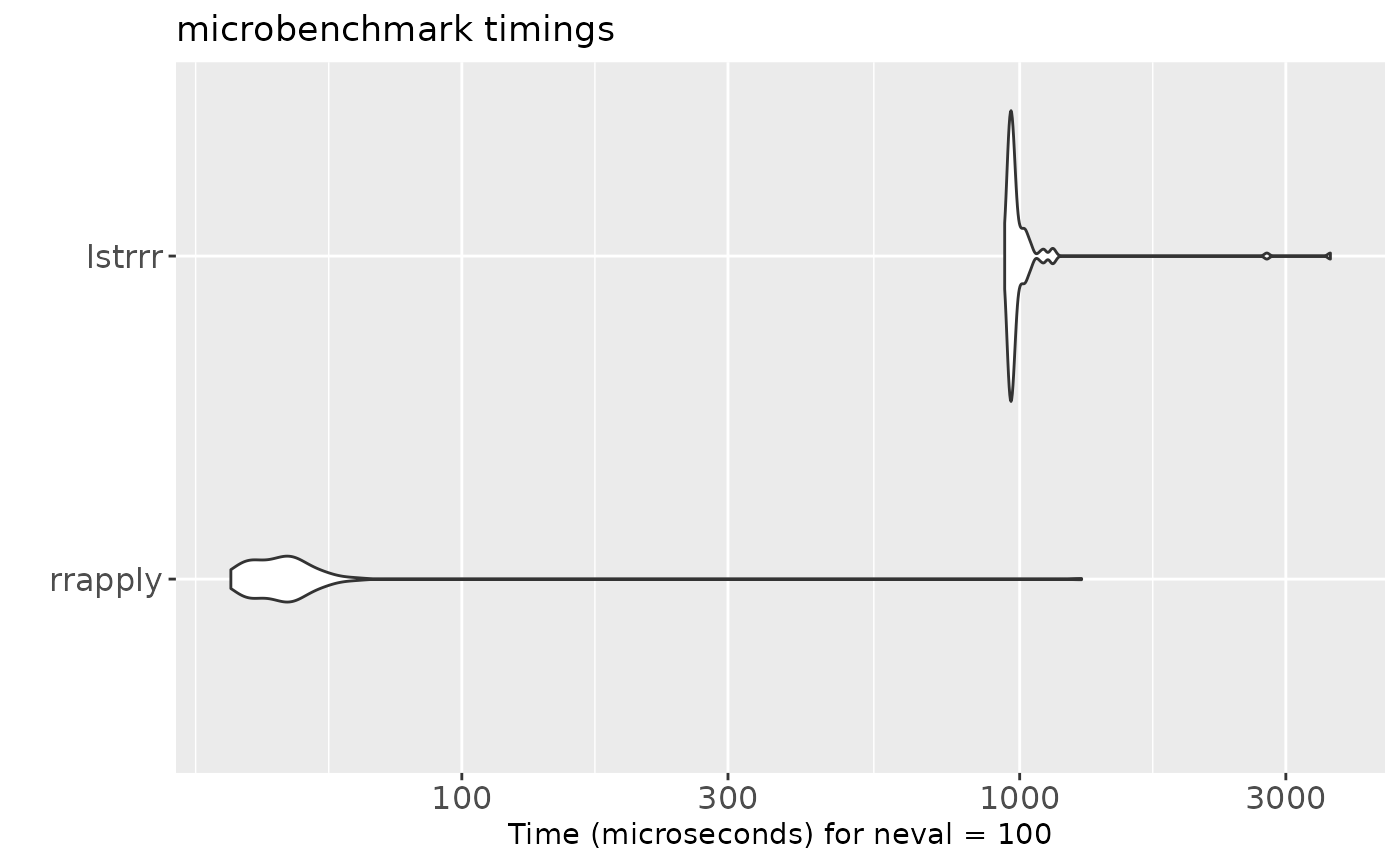 microbenchmark timings
lstrrr
rrapply
100 300 1000 3000
Time (microseconds) for neval = 100